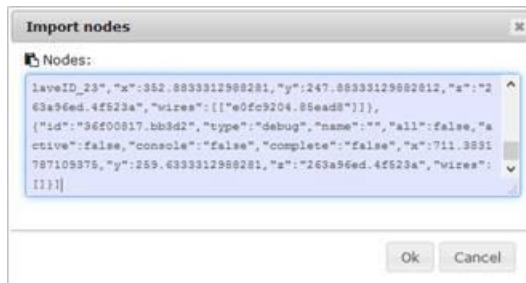 Import nodes
Nodes:
laveID_23","x":352.8833312988281,"y":247.88333129882812,"z":"2
63a96ed.4f523a","wires":[["e0fc9204.85ead8"]]},
{"id":"36f00817.bb3d2","type":"debug","name":"","all":false,"a
ctive":false,"console":"false","complete":"false","x":711.3831
787109375,"y":259.6333312988281,"z":"263a96ed.4f523a","wires":
[]}]
Ok Cancel